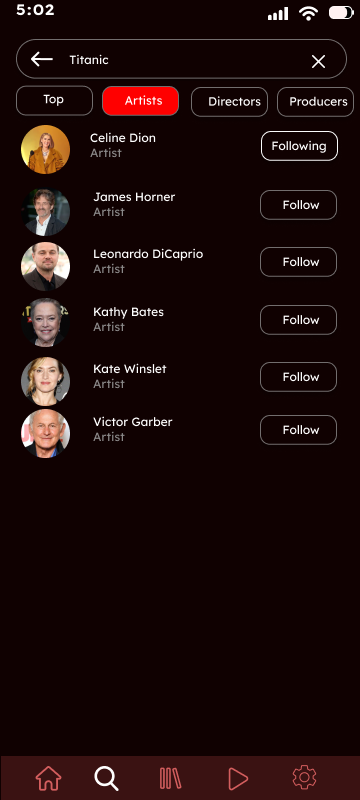 5:02
Titanic
Top Artists Directors Producers
Celine Dion
Artist
Following
James Horner
Artist
Follow
Leonardo DiCaprio
Artist
Follow
Kathy Bates
Artist
Follow
Kate Winslet
Artist
Follow
Victor Garber
Artist
Follow